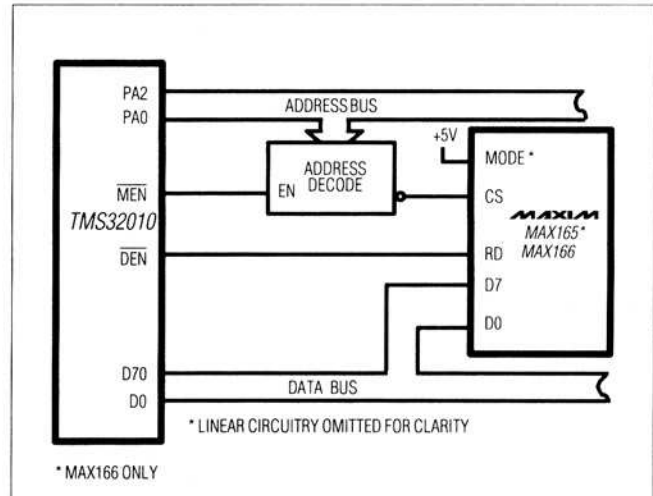 PA2
PA0
ADDRESS BUS
+5V
MODE *
ADDRESS
DECODE
MEN
EN
CS
TMS32010
MAXIM
MAX165*
MAX166
DEN
RD
D7
D0
D70
DATA BUS
D0
* LINEAR CIRCUITRY OMITTED FOR CLARITY
* MAX166 ONLY